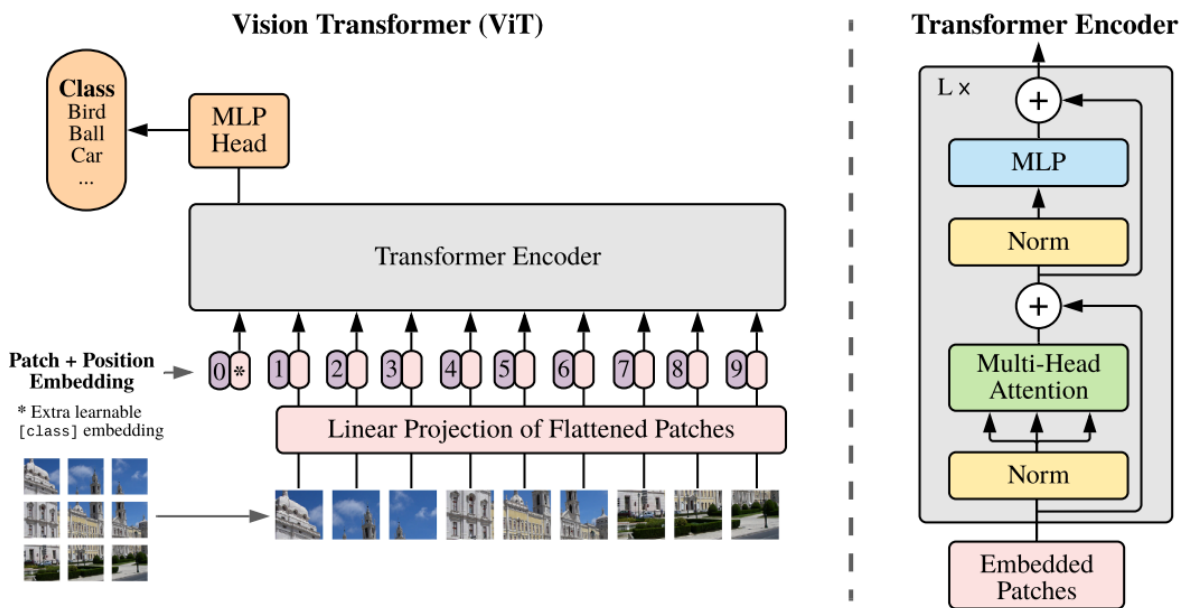 Vision Transformer (ViT)
Class
Bird
Ball
Car
...
MLP
Head
Transformer Encoder
Patch + Position
Embedding
0 *
1
2
3
4
5
6
7
8
9
* Extra learnable
[class] embedding
Linear Projection of Flattened Patches
Transformer Encoder
L ×
+
MLP
Norm
+
Multi-Head
Attention
Norm
Embedded
Patches